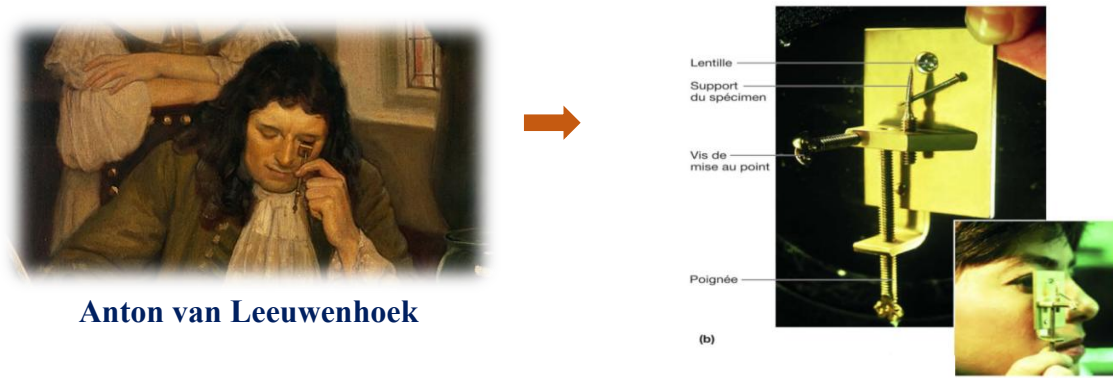 Anton van Leeuwenhoek
Lentille
Support
du spécimen
Vis de
mise au point
Poignée
(b)